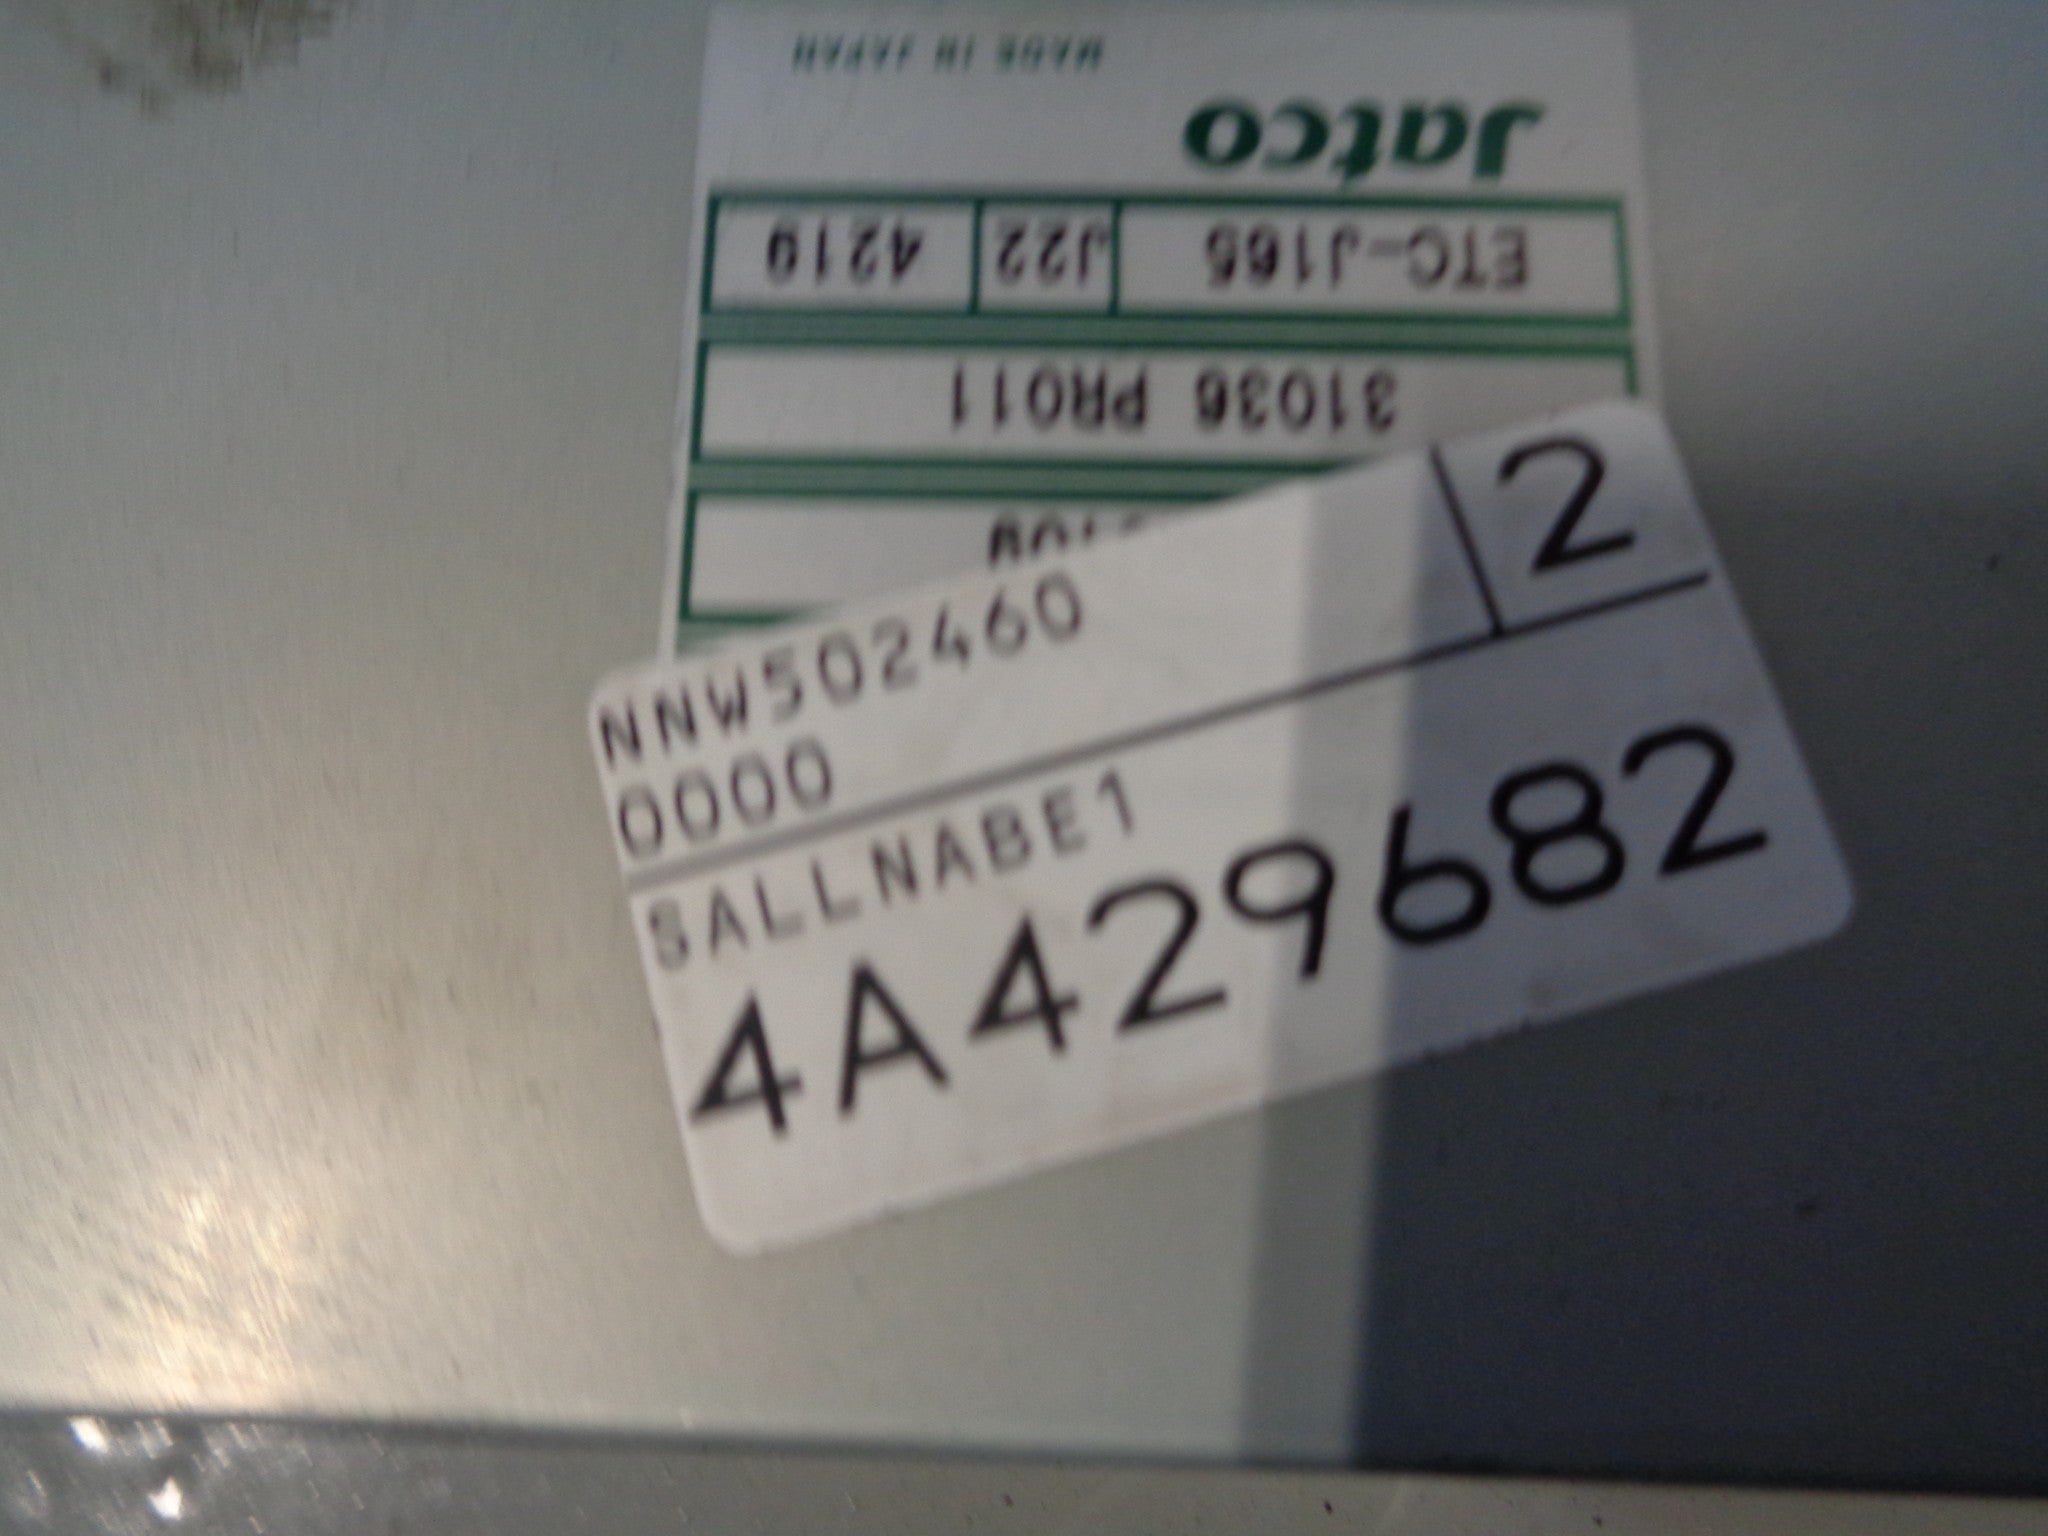 NNW502460
0000
2
SALLNABE1
4A429682
31036 PR011
ETC-J165 J22 4219
Jatco
MADE IN JAPAN